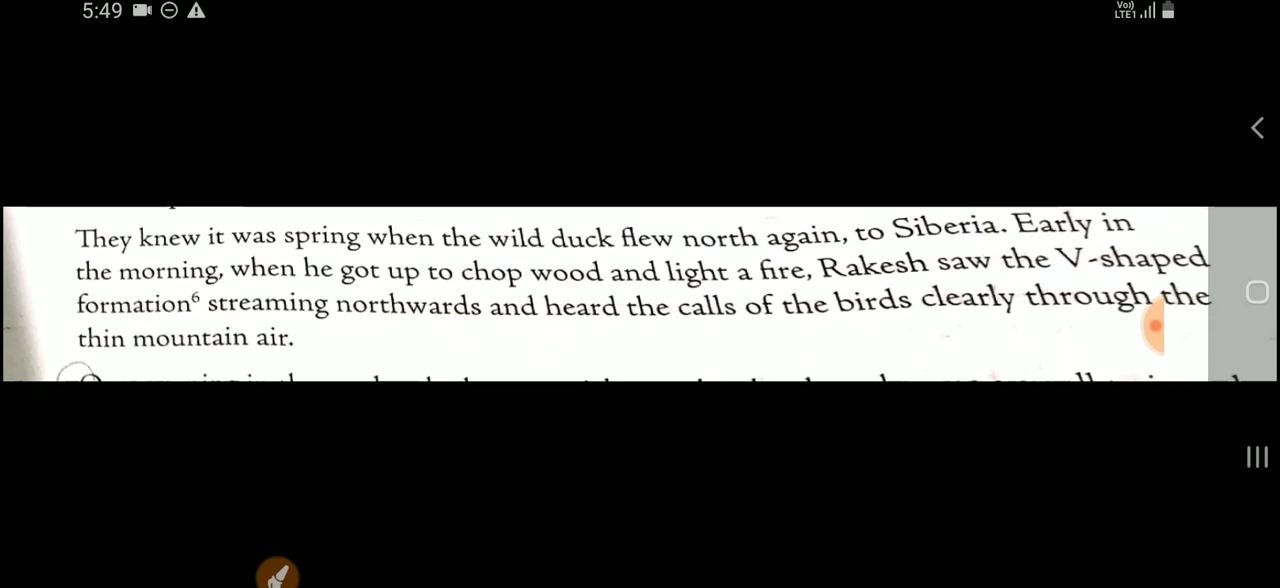 5:49
Vo)) LTE1
They knew it was spring when the wild duck flew north again, to Siberia. Early in
the morning, when he got up to chop wood and light a fire, Rakesh saw the V-shaped
formation⁶ streaming northwards and heard the calls of the birds clearly through the
thin mountain air.